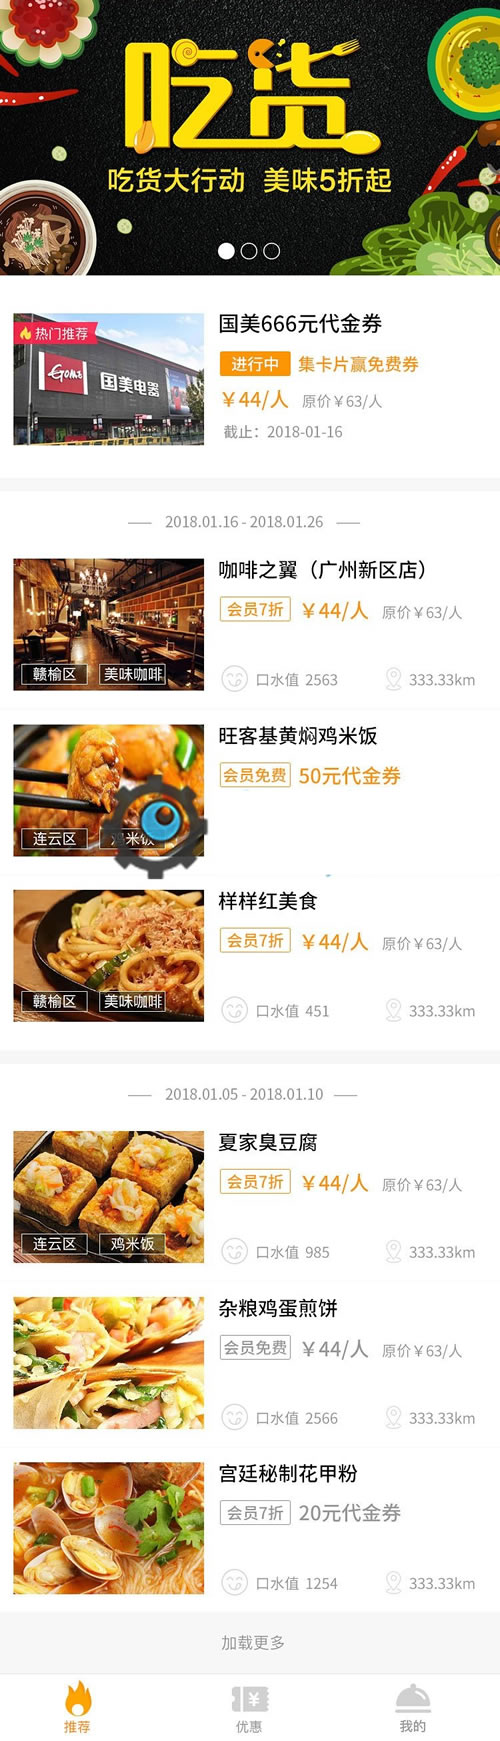 吃货
吃货大行动 美味5折起
热门推荐
GOME
国美电器
国美666元代金券
进行中 集卡片赢免费券
￥44/人 原价￥63/人
截止：2018-01-16
2018.01.16 - 2018.01.26
咖啡之翼（广州新区店）
会员7折 ￥44/人 原价￥63/人
赣榆区 美味咖啡
口水值 2563 333.33km
旺客基黄焖鸡米饭
会员免费 50元代金券
连云区 鸡米饭
样样红美食
会员7折 ￥44/人 原价￥63/人
赣榆区 美味咖啡
口水值 451 333.33km
2018.01.05 - 2018.01.10
夏家臭豆腐
会员7折 ￥44/人 原价￥63/人
连云区 鸡米饭
口水值 985 333.33km
杂粮鸡蛋煎饼
会员免费 ￥44/人 原价￥63/人
口水值 2566 333.33km
宫廷秘制花甲粉
会员7折 20元代金券
口水值 1254 333.33km
加载更多
推荐 优惠 我的